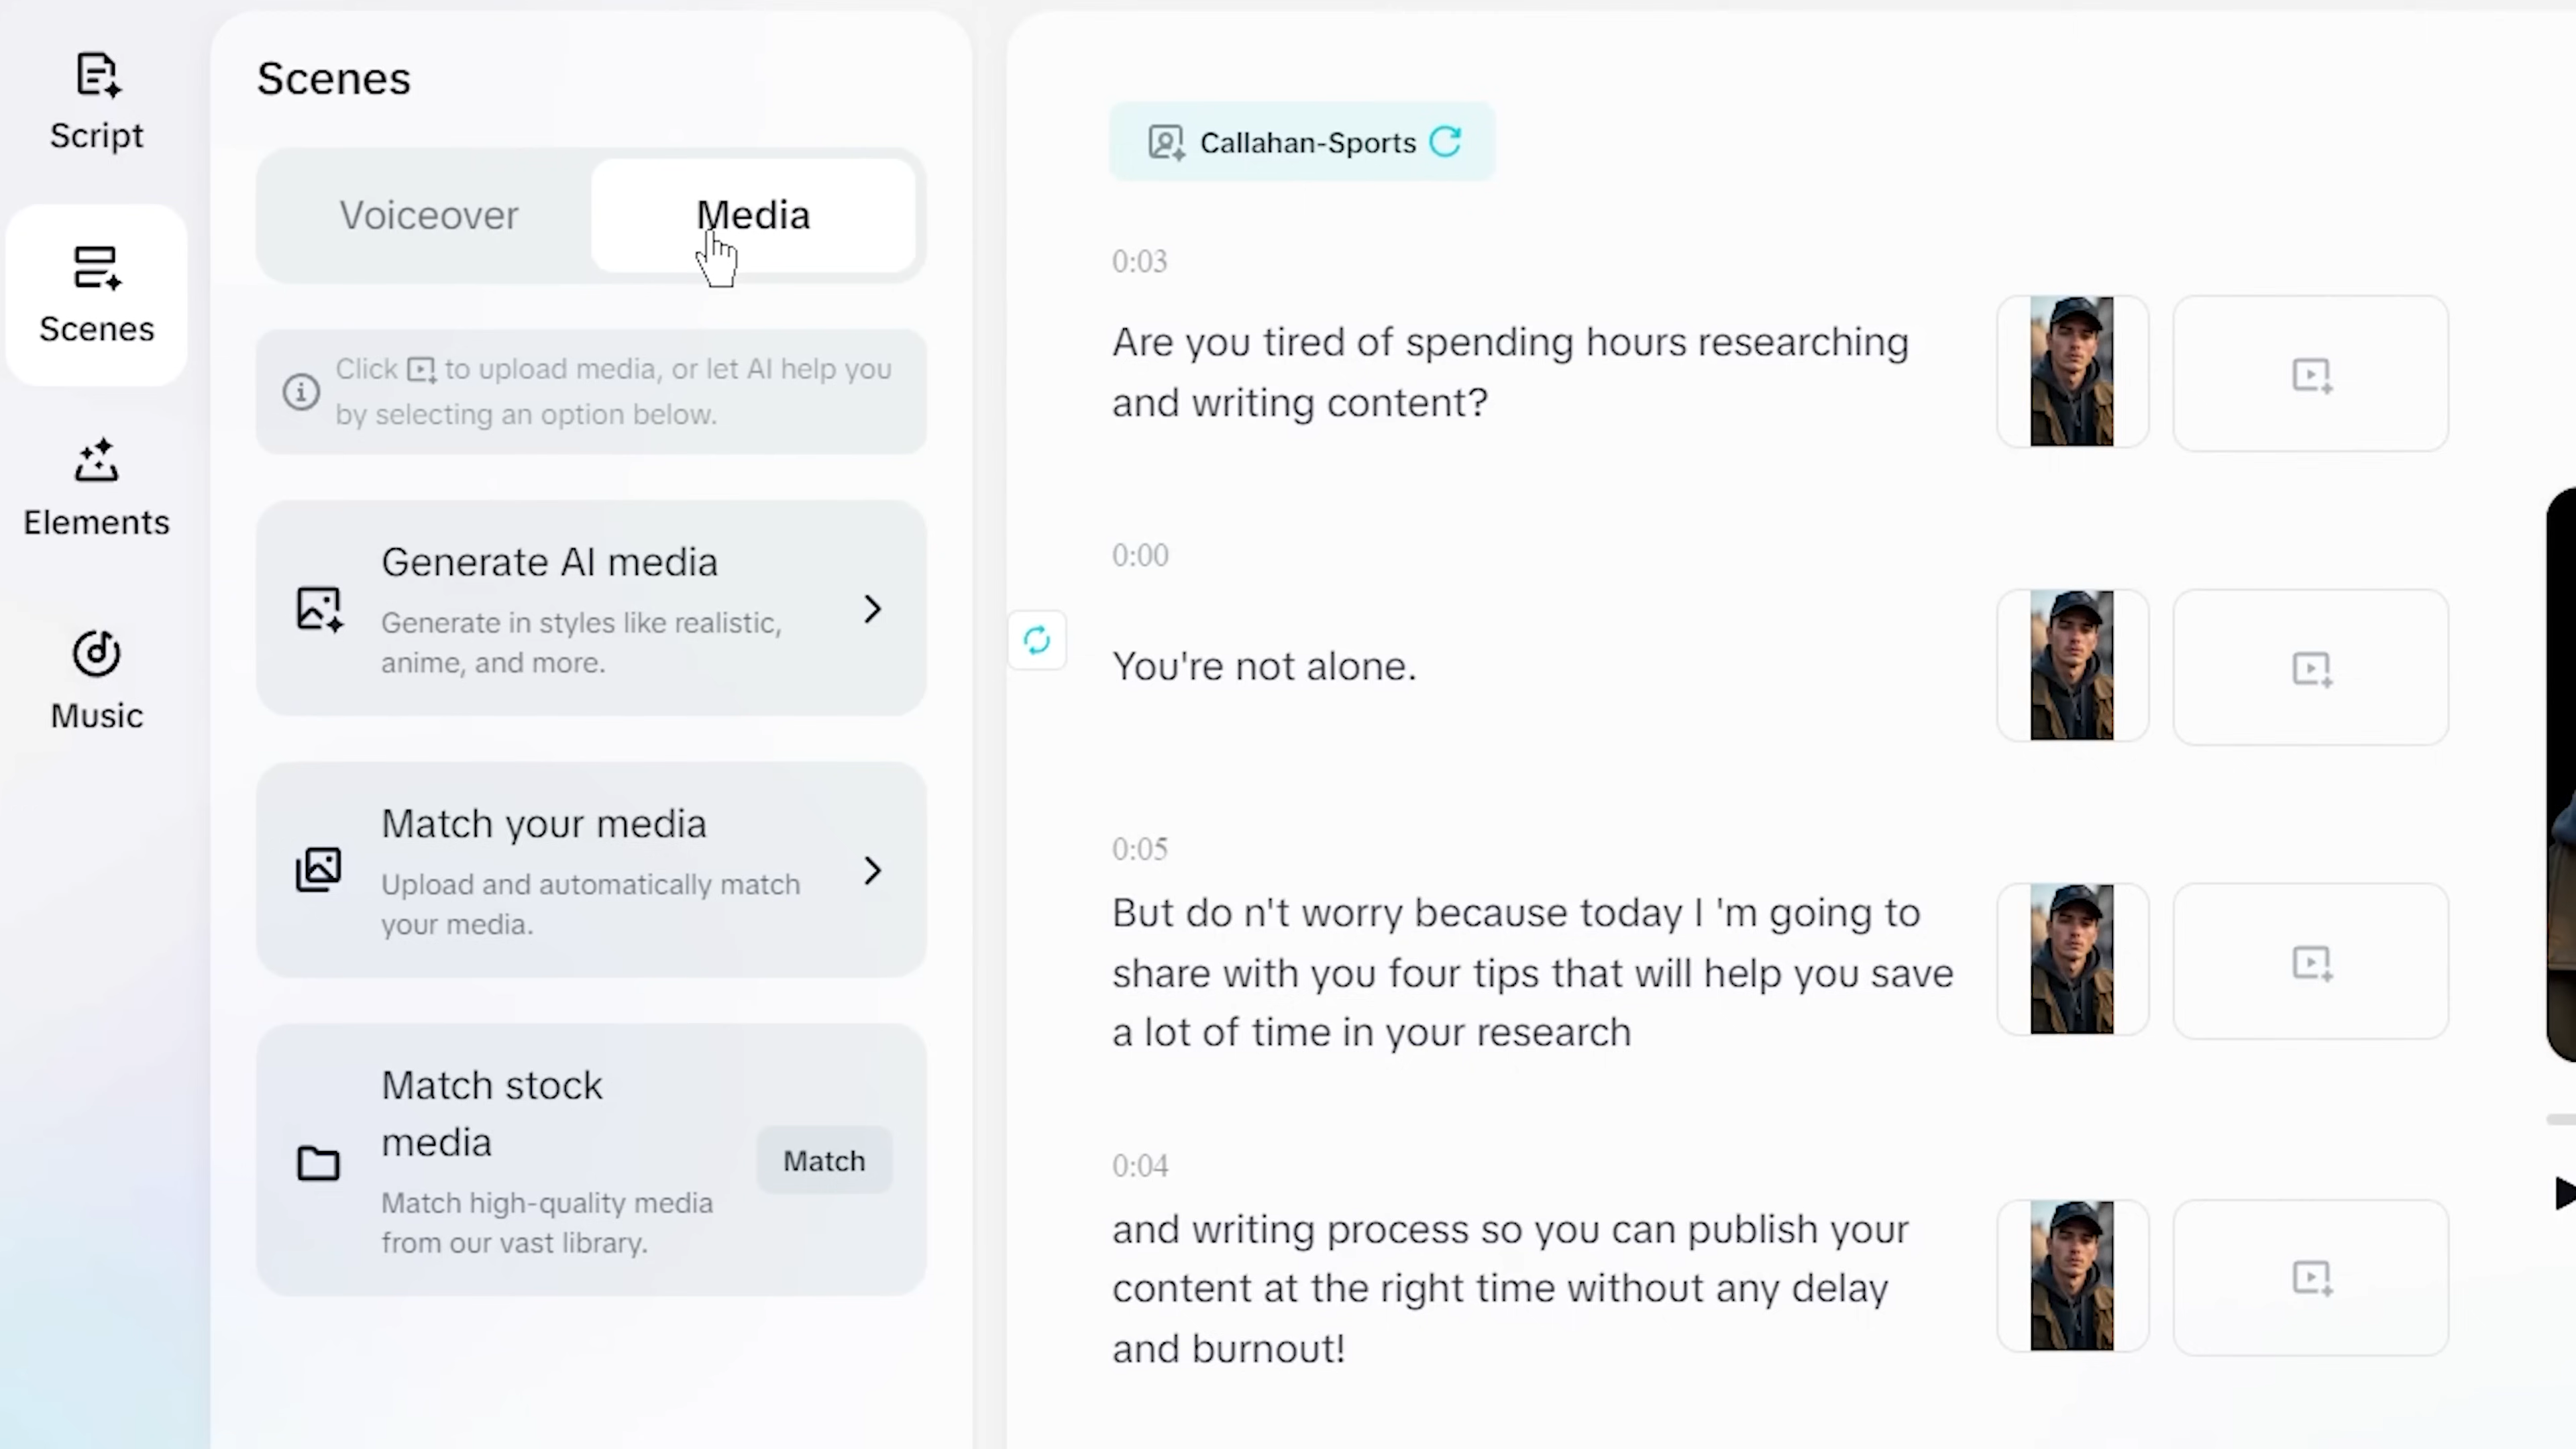 Script
Scenes
Elements
Music
Scenes
Voiceover
Media
Click to upload media, or let AI help you
by selecting an option below.
Generate AI media
Generate in styles like realistic,
anime, and more.
Match your media
Upload and automatically match
your media.
Match stock
media
Match high-quality media
from our vast library.
Match
Callahan-Sports
0:03
Are you tired of spending hours researching
and writing content?
0:00
You're not alone.
0:05
But do n't worry because today I 'm going to
share with you four tips that will help you save
a lot of time in your research
0:04
and writing process so you can publish your
content at the right time without any delay
and burnout!